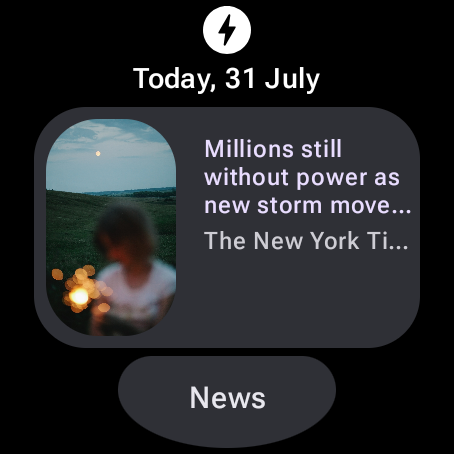 Today, 31 July
Millions still
without power as
new storm move...
The New York Ti...
News